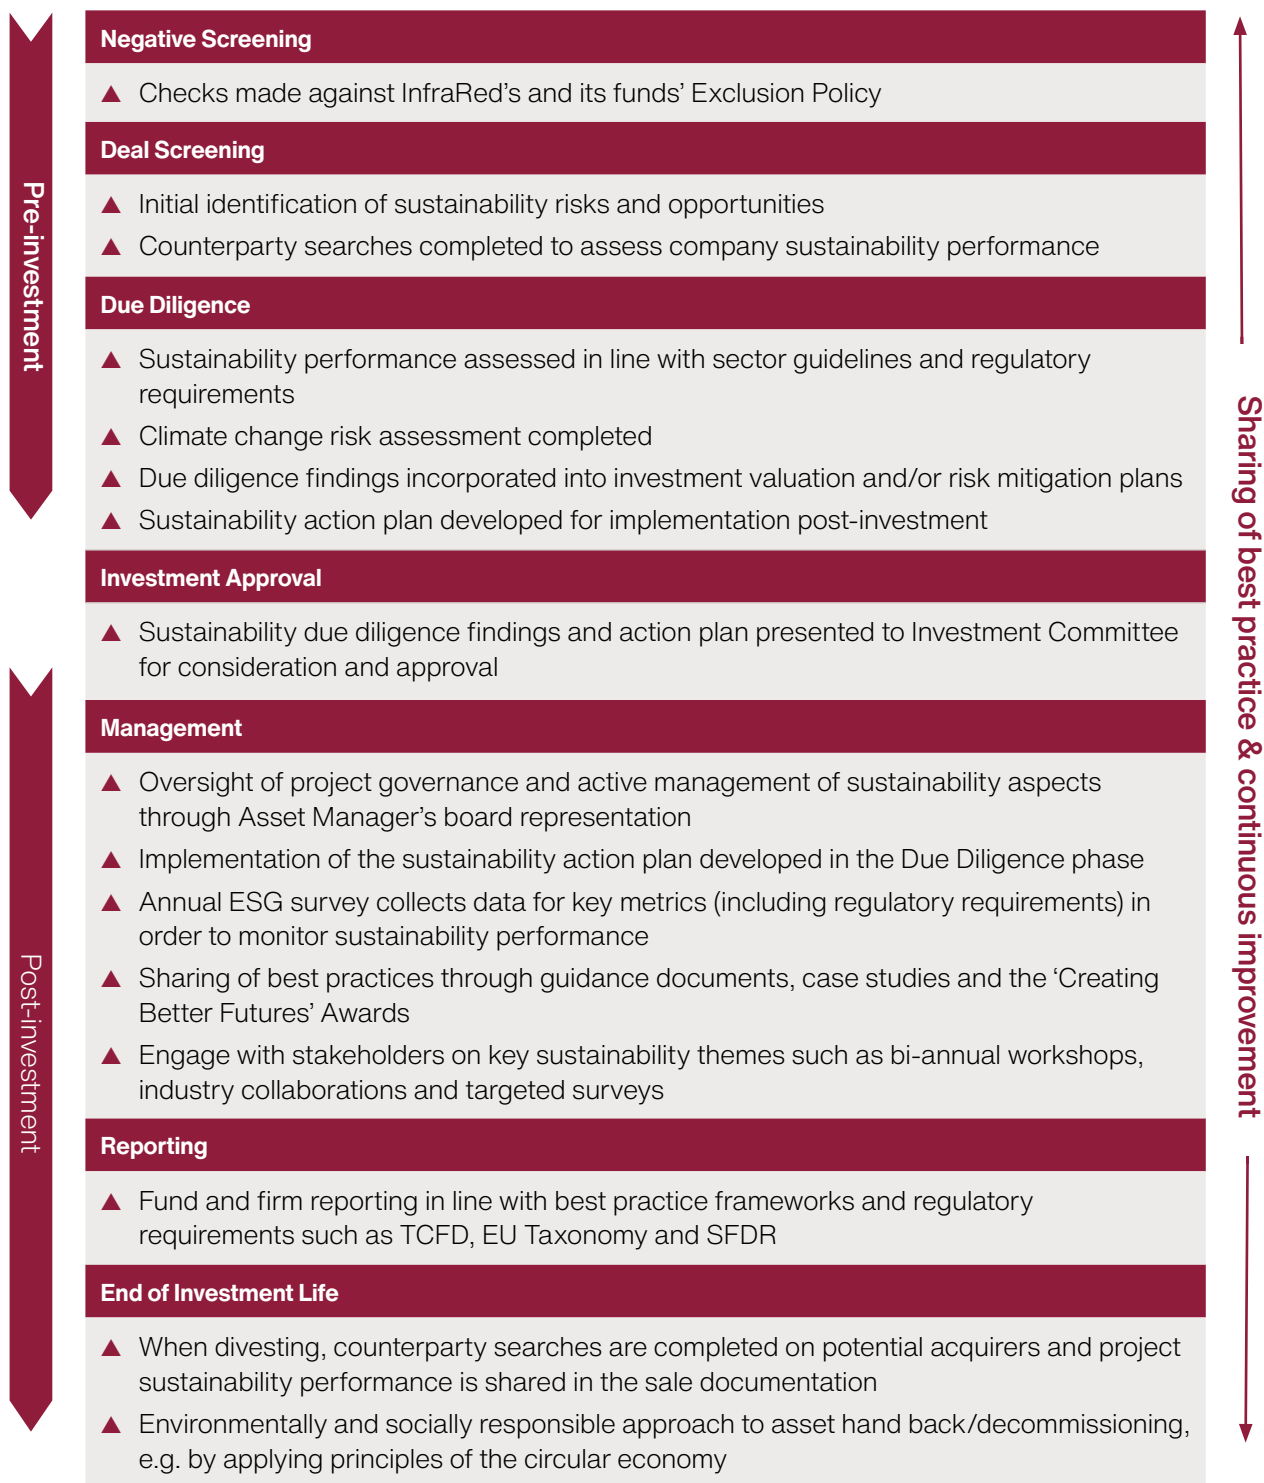 Negative Screening
▲ Checks made against InfraRed's and its funds' Exclusion Policy
Deal Screening
▲ Initial identification of sustainability risks and opportunities
▲ Counterparty searches completed to assess company sustainability performance
Pre-investment
Due Diligence
▲ Sustainability performance assessed in line with sector guidelines and regulatory
requirements
▲ Climate change risk assessment completed
▲ Due diligence findings incorporated into investment valuation and/or risk mitigation plans
▲ Sustainability action plan developed for implementation post-investment
Investment Approval
▲ Sustainability due diligence findings and action plan presented to Investment Committee
for consideration and approval
Management
▲ Oversight of project governance and active management of sustainability aspects
through Asset Manager's board representation
▲ Implementation of the sustainability action plan developed in the Due Diligence phase
▲ Annual ESG survey collects data for key metrics (including regulatory requirements) in
order to monitor sustainability performance
▲ Sharing of best practices through guidance documents, case studies and the ‘Creating
Better Futures’ Awards
▲ Engage with stakeholders on key sustainability themes such as bi-annual workshops,
industry collaborations and targeted surveys
Post-investment
Reporting
▲ Fund and firm reporting in line with best practice frameworks and regulatory
requirements such as TCFD, EU Taxonomy and SFDR
End of Investment Life
▲ When divesting, counterparty searches are completed on potential acquirers and project
sustainability performance is shared in the sale documentation
▲ Environmentally and socially responsible approach to asset hand back/decommissioning,
e.g. by applying principles of the circular economy
Sharing of best practice & continuous improvement